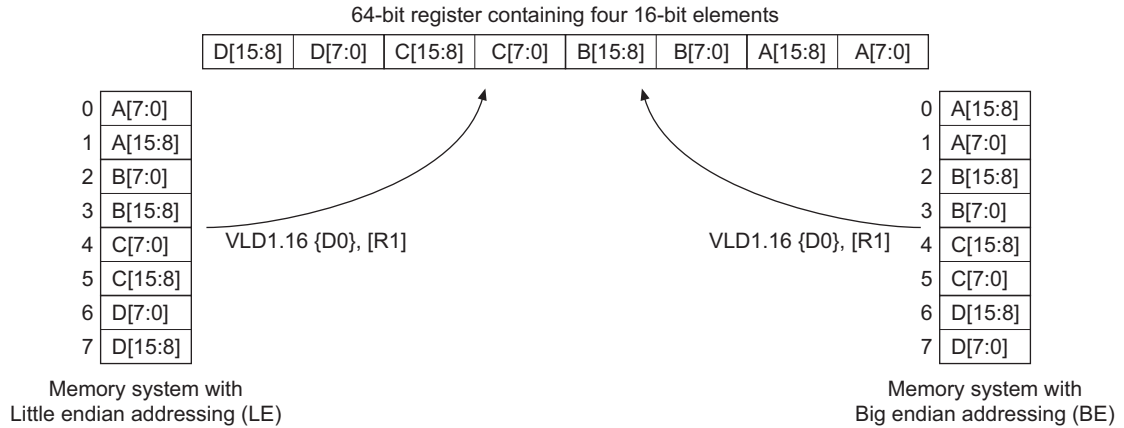 64-bit register containing four 16-bit elements
D[15:8] D[7:0] C[15:8] C[7:0] B[15:8] B[7:0] A[15:8] A[7:0]
0 A[7:0]
1 A[15:8]
2 B[7:0]
3 B[15:8]
4 C[7:0]
5 C[15:8]
6 D[7:0]
7 D[15:8]
VLD1.16 {D0}, [R1]
Memory system with
Little endian addressing (LE)
VLD1.16 {D0}, [R1]
0 A[15:8]
1 A[7:0]
2 B[15:8]
3 B[7:0]
4 C[15:8]
5 C[7:0]
6 D[15:8]
7 D[7:0]
Memory system with
Big endian addressing (BE)